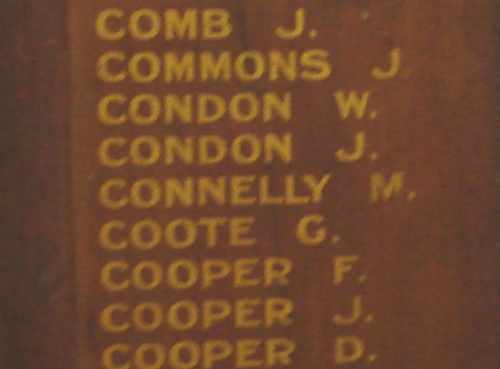 COMB J.
COMMONS J.
CONDON W.
CONDON J.
CONNELLY M.
COOTE G.
COOPER F.
COOPER J.
COOPER D.